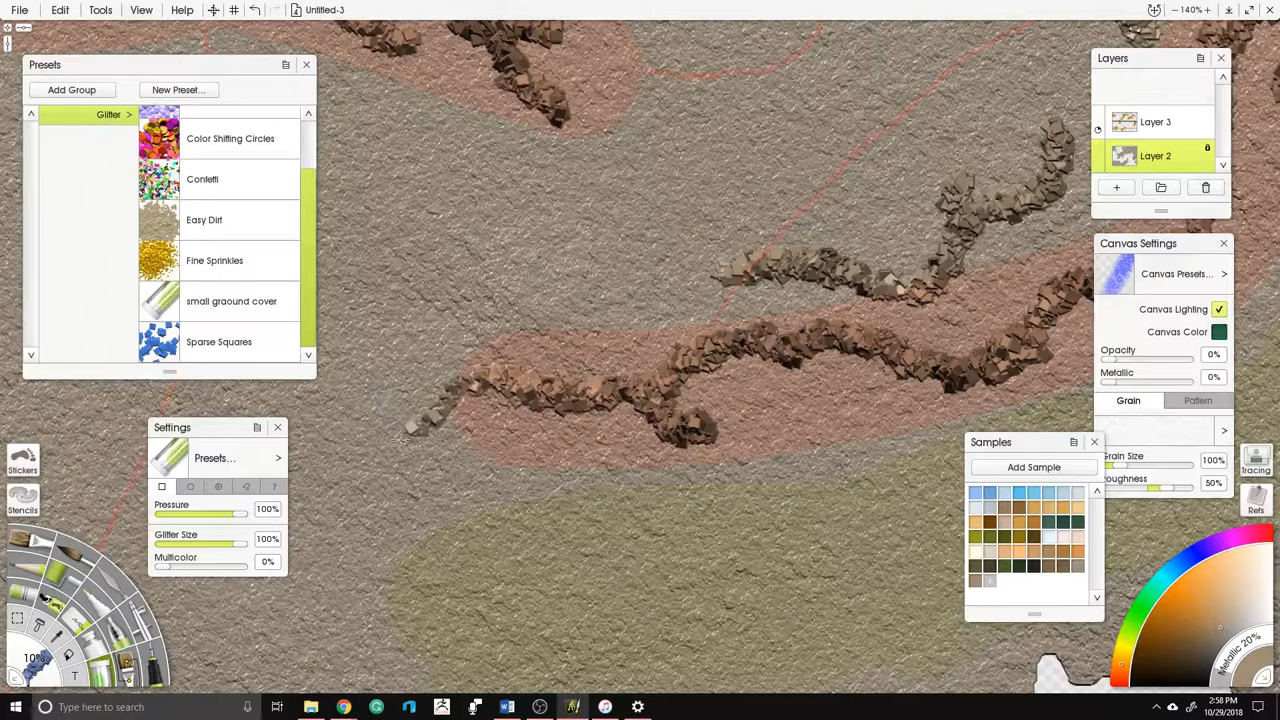 File Edit Tools View Help Untitled-3 −140%+
Presets
Add Group New Preset...
Glitter >
Color Shifting Circles
Confetti
Easy Dirt
Fine Sprinkles
small graound cover
Sparse Squares
Layers
Layer 3
Layer 2
Canvas Settings
Canvas Presets... >
Canvas Lighting
Canvas Color
Opacity 0%
Metallic 0%
Grain Pattern
Grain Size 100%
Roughness 50%
Settings
Presets... >
Pressure 100%
Glitter Size 100%
Multicolor 0%
Samples
Add Sample
Stickers
Stencils
Tracing
Refs
10%
T
Metallic 20%
Type here to search
2:58 PM
10/29/2018